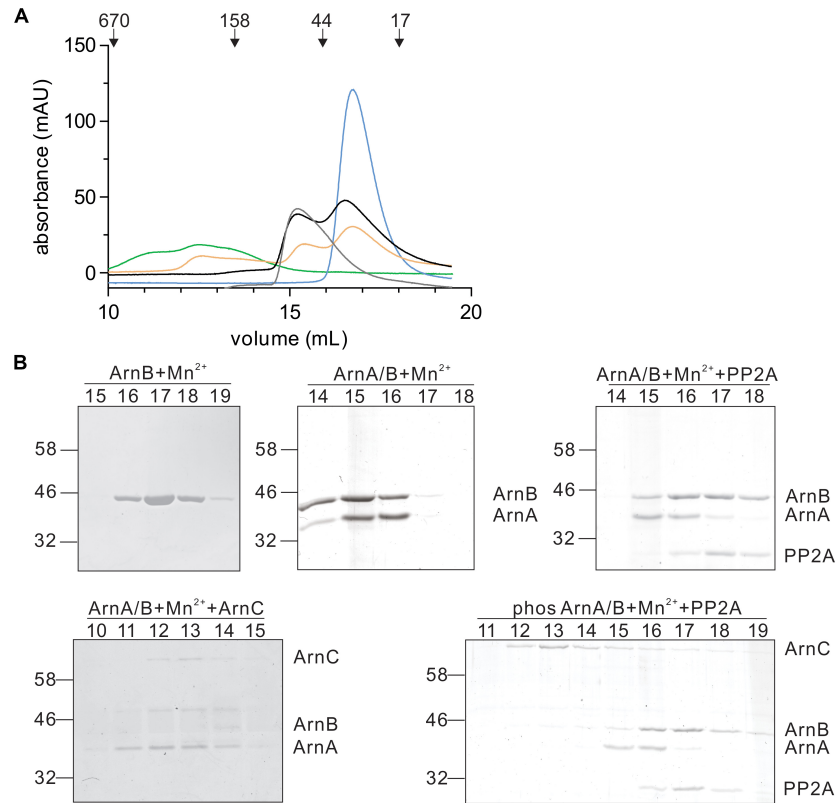 A
670 158 44 17
150
100
50
0
absorbance (mAU)
10 15 20
volume (mL)
B
ArnB+Mn²⁺
15 16 17 18 19
58
46
32
ArnA/B+Mn²⁺
14 15 16 17 18
58
46
32
ArnB
ArnA
ArnA/B+Mn²⁺+PP2A
14 15 16 17 18
58
46
32
ArnB
ArnA
PP2A
ArnA/B+Mn²⁺+ArnC
10 11 12 13 14 15
58
46
32
ArnC
ArnB
ArnA
phos ArnA/B+Mn²⁺+PP2A
11 12 13 14 15 16 17 18 19
58
46
32
ArnC
ArnB
ArnA
PP2A